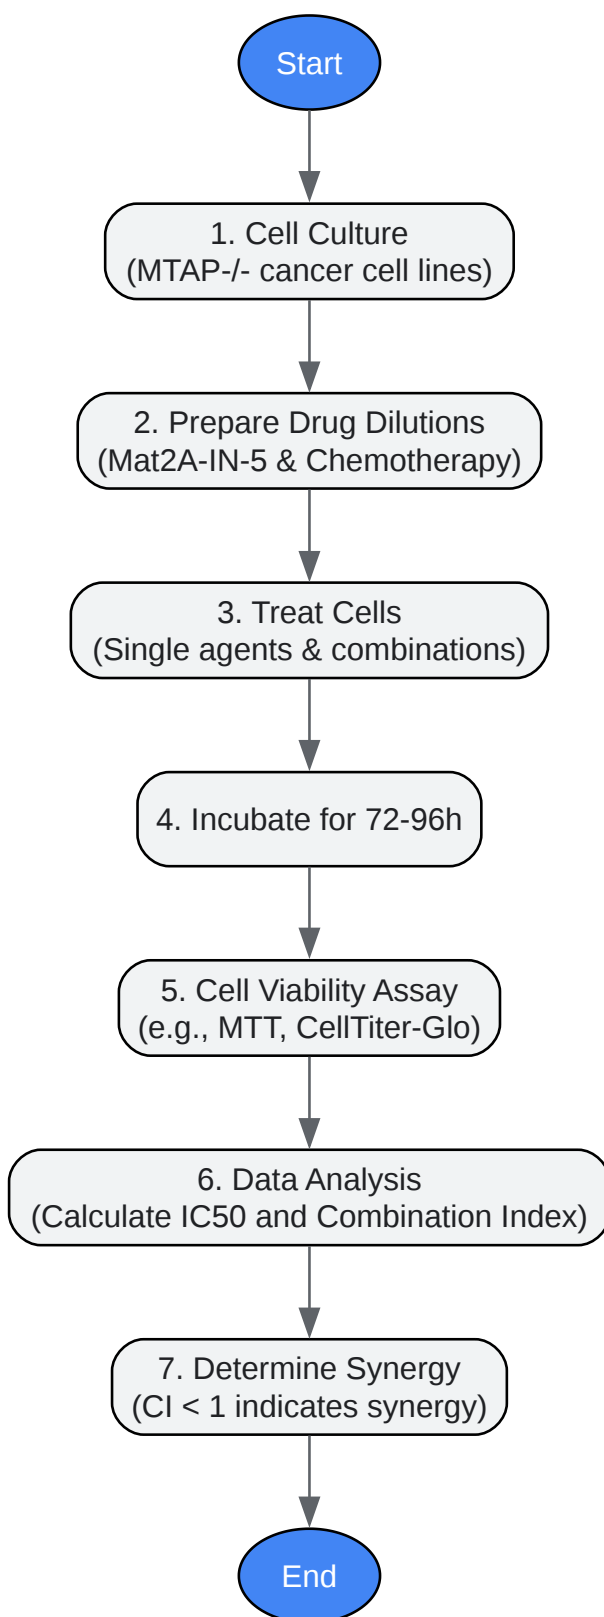 Start
1. Cell Culture
(MTAP-/- cancer cell lines)
2. Prepare Drug Dilutions
(Mat2A-IN-5 & Chemotherapy)
3. Treat Cells
(Single agents & combinations)
4. Incubate for 72-96h
5. Cell Viability Assay
(e.g., MTT, CellTiter-Glo)
6. Data Analysis
(Calculate IC50 and Combination Index)
7. Determine Synergy
(CI < 1 indicates synergy)
End